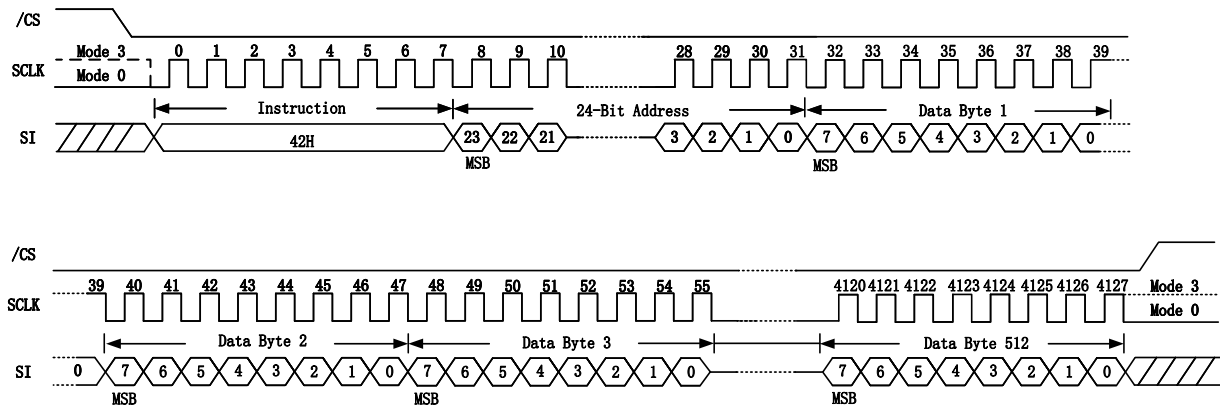 /CS
Mode 3 0 1 2 3 4 5 6 7 8 9 10 28 29 30 31 32 33 34 35 36 37 38 39
SCLK
Mode 0
Instruction 24-Bit Address Data Byte 1
SI 42H 23 22 21 3 2 1 0 7 6 5 4 3 2 1 0
MSB MSB
/CS
39 40 41 42 43 44 45 46 47 48 49 50 51 52 53 54 55 4120 4121 4122 4123 4124 4125 4126 4127 Mode 3
SCLK Mode 0
Data Byte 2 Data Byte 3 Data Byte 512
SI 0 7 6 5 4 3 2 1 0 7 6 5 4 3 2 1 0 7 6 5 4 3 2 1 0
MSB MSB MSB